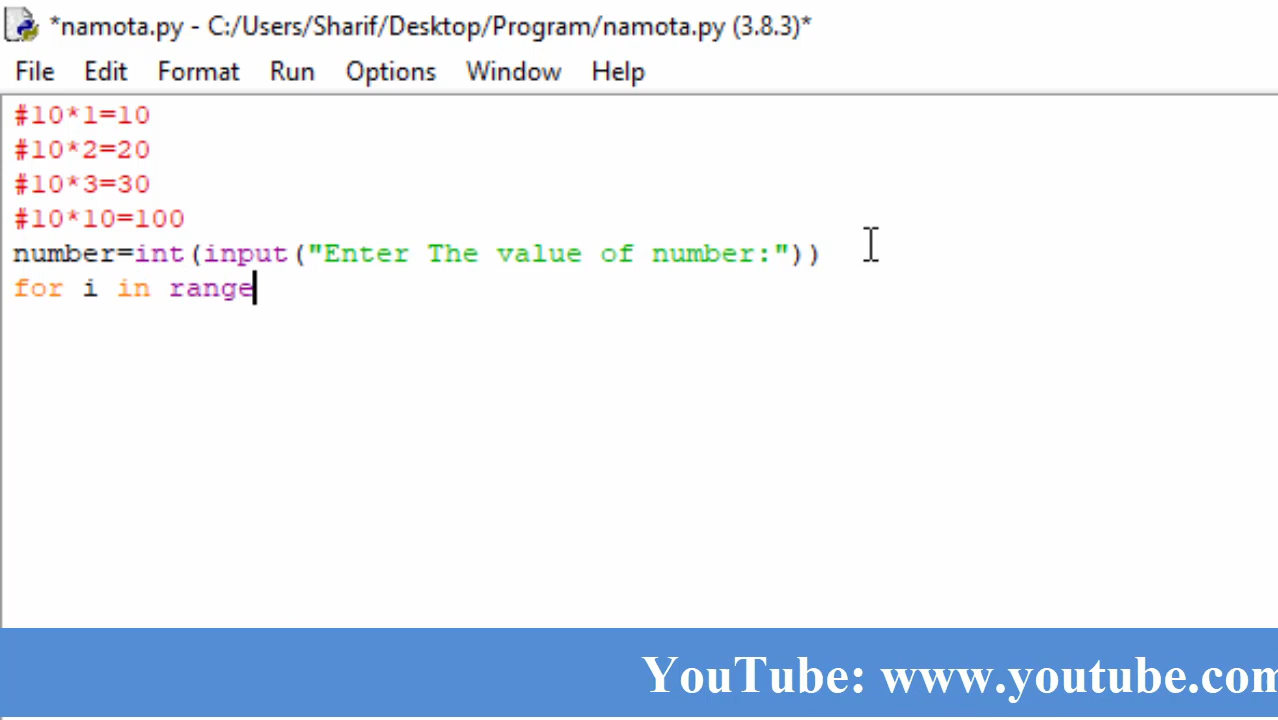 *namota.py - C:/Users/Sharif/Desktop/Program/namota.py (3.8.3)*
File Edit Format Run Options Window Help
#10*1=10
#10*2=20
#10*3=30
#10*10=100
number=int(input("Enter The value of number:"))
for i in range
YouTube: www.youtube.com